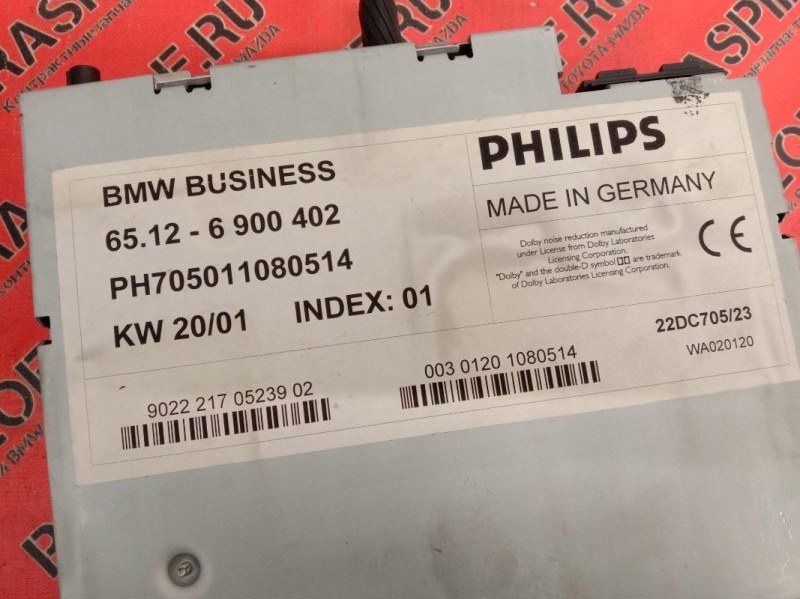 BMW BUSINESS
65.12 - 6 900 402
PH705011080514
KW 20/01 INDEX: 01
PHILIPS
MADE IN GERMANY
Dolby noise reduction manufactured
under License from Dolby Laboratories
Licensing Corporation.
"Dolby" and the double-D symbol are trademark
of Dolby Laboratories Licensing Corporation.
CE
22DC705/23
WA020120
9022 217 05239 02
003 0120 1080514